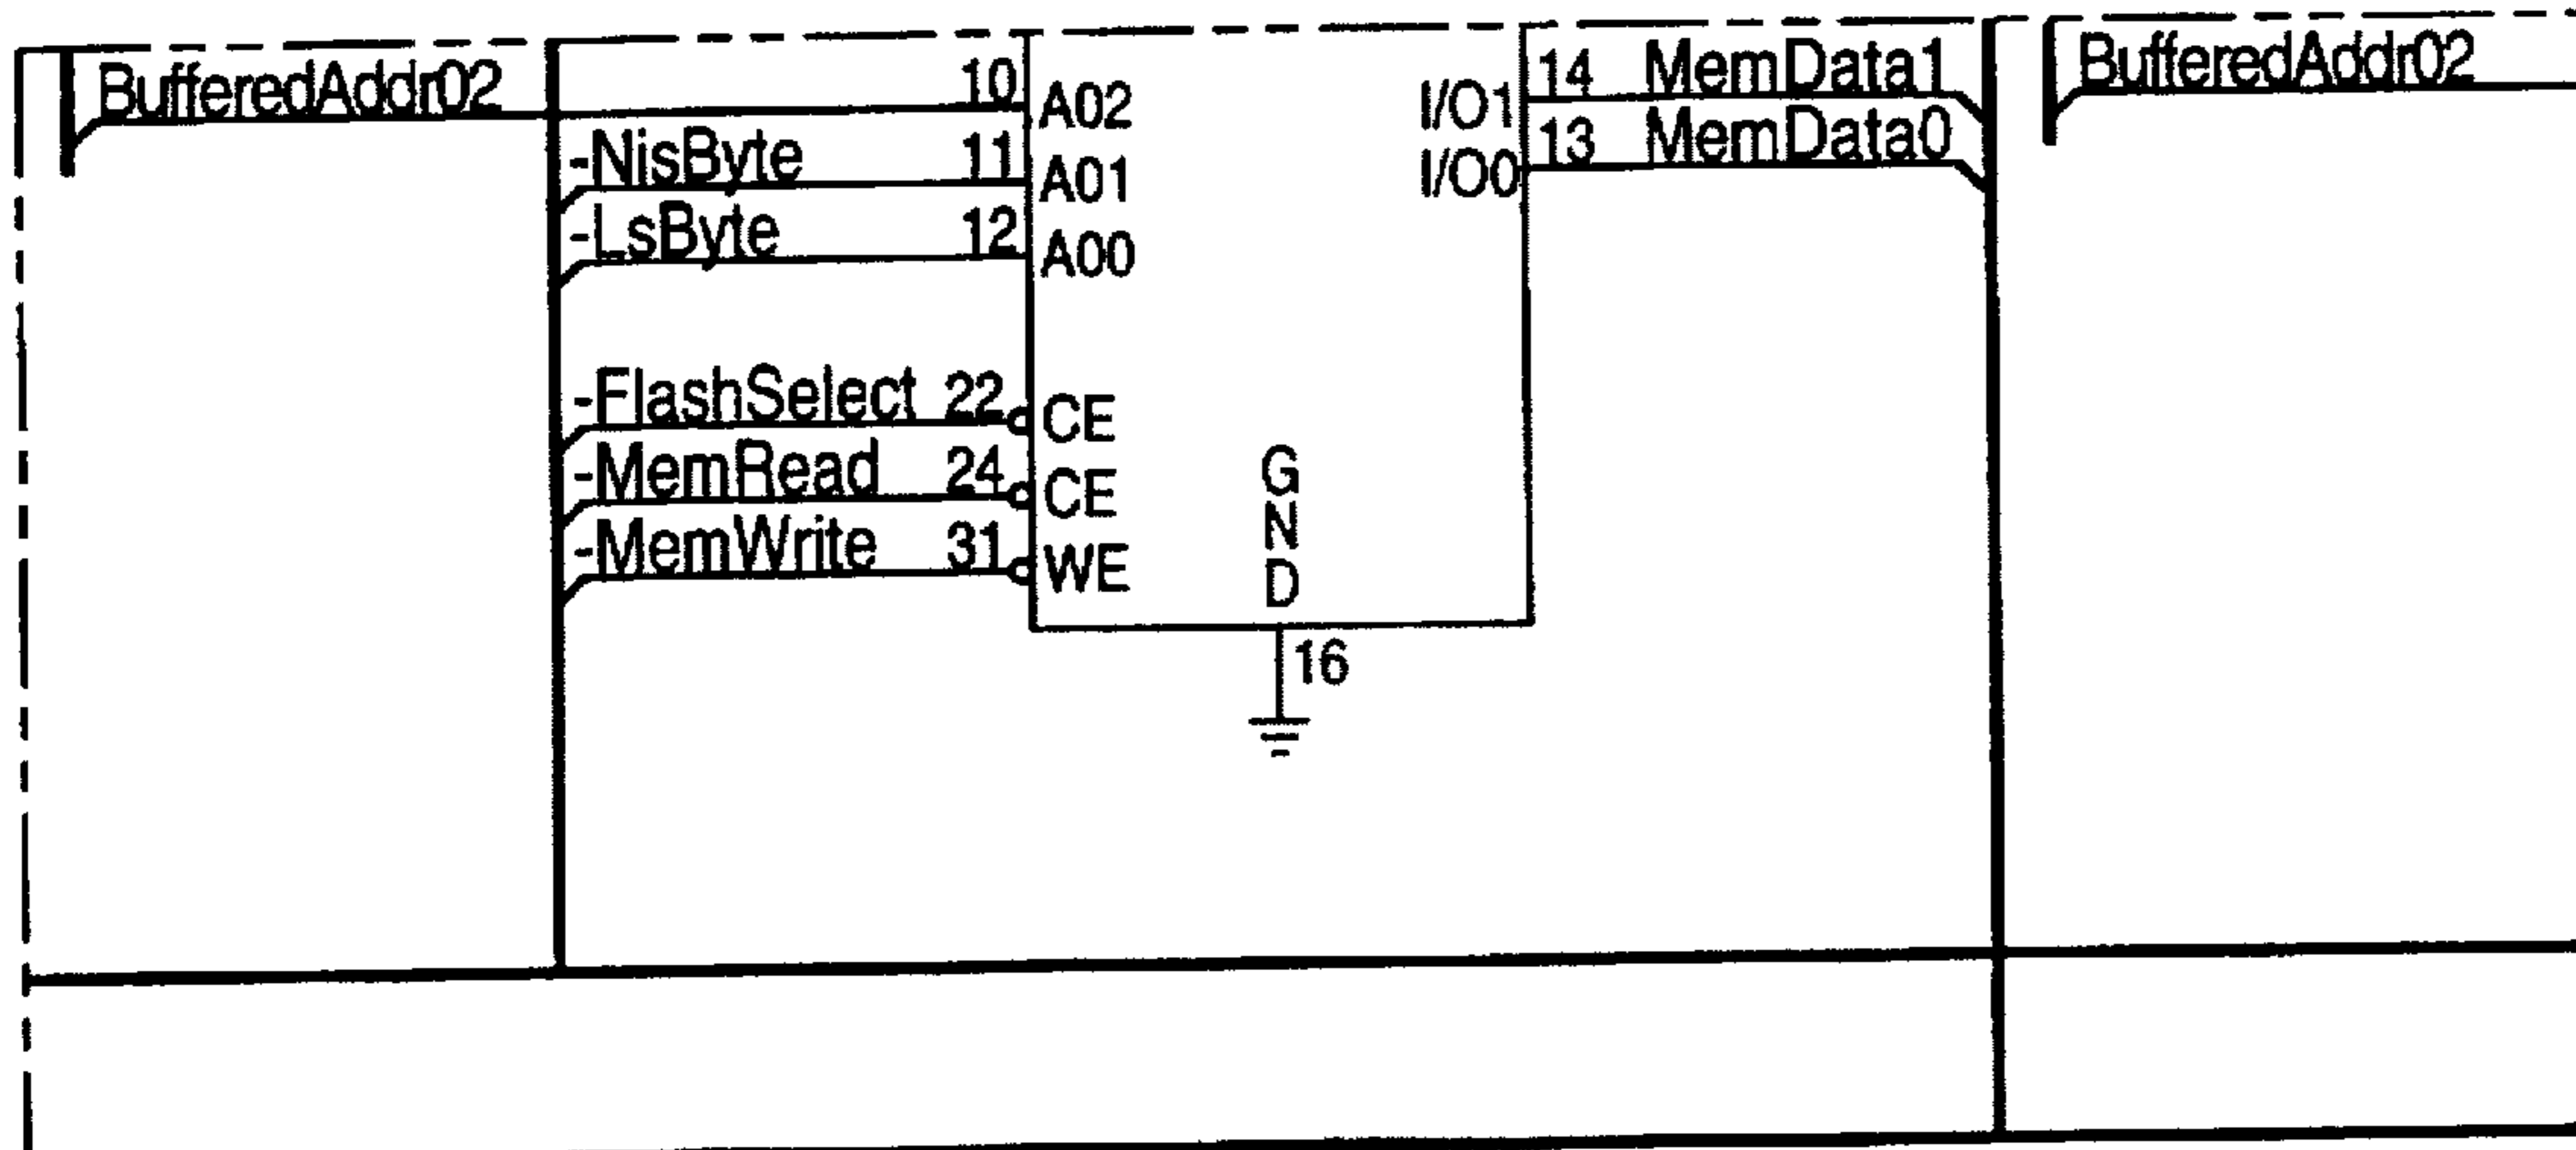 BufferedAddr02 10 A02 I/O1 14 MemData1 BufferedAddr02
-NisByte 11 A01 I/O0 13 MemData0
-LsByte 12 A00
-FlashSelect 22 CE
-MemRead 24 CE
-MemWrite 31 WE
GND
16